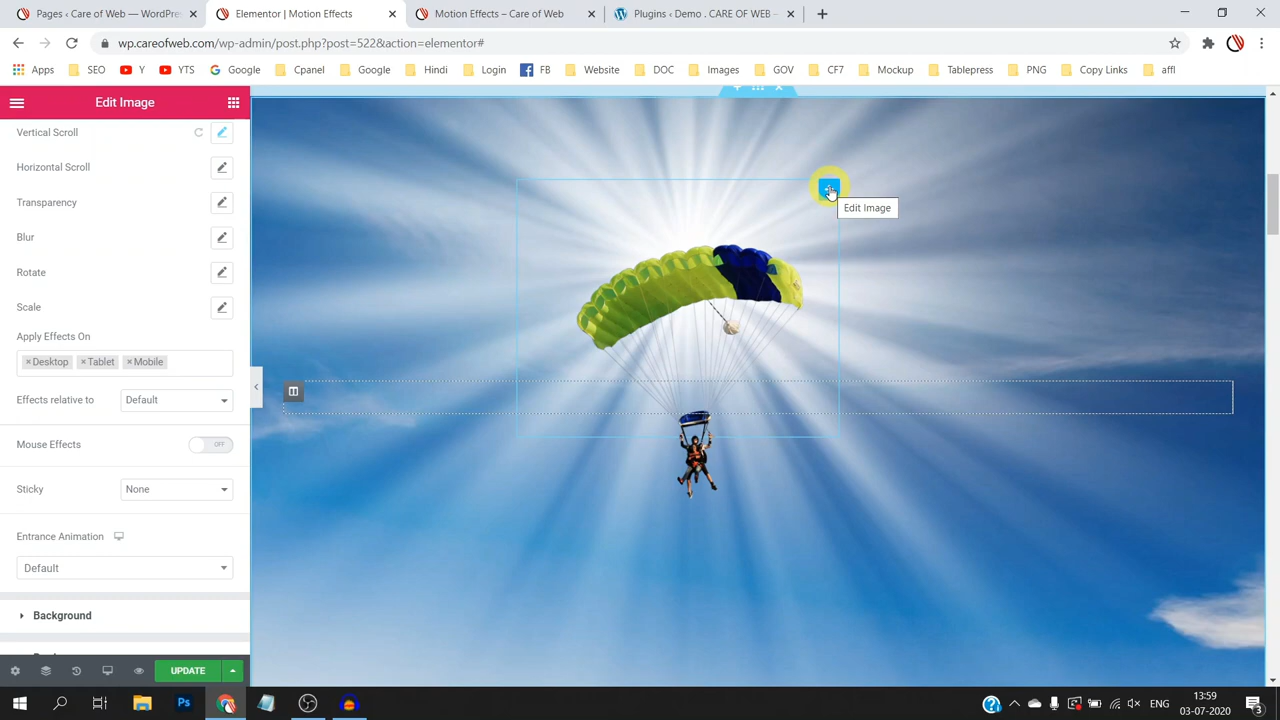 Pages ‹ Care of Web — WordPre
Elementor | Motion Effects
Motion Effects – Care of Web
Plugins ‹ Demo . CARE OF WEB –
wp.careofweb.com/wp-admin/post.php?post=522&action=elementor#
Apps SEO Y YTS Google Cpanel Google Hindi Login FB Website DOC Images GOV CF7 Mockup Tablepress PNG Copy Links affl
Edit Image
Vertical Scroll
Horizontal Scroll
Transparency
Blur
Rotate
Scale
Apply Effects On
×Desktop ×Tablet ×Mobile
Effects relative to Default
Mouse Effects OFF
Sticky None
Entrance Animation
Default
Background
UPDATE
Edit Image
ENG
13:59
03-07-2020
3